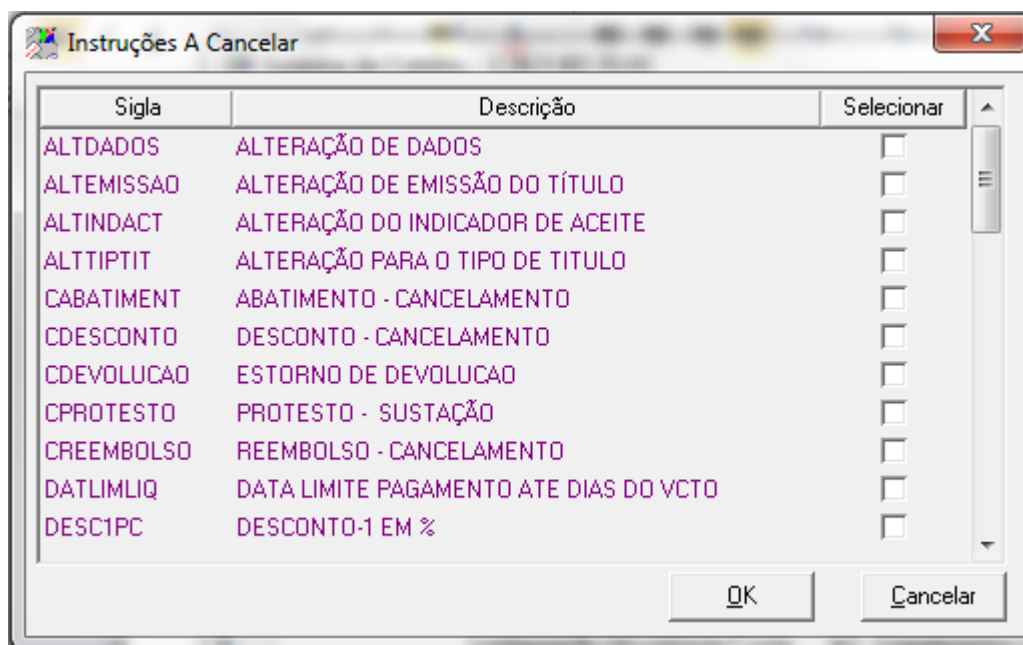 Instruções A Cancelar
Sigla Descrição Selecionar
ALTDADOS ALTERAÇÃO DE DADOS
ALTEMISSAO ALTERAÇÃO DE EMISSÃO DO TÍTULO
ALTINDACT ALTERAÇÃO DO INDICADOR DE ACEITE
ALTTIPTIT ALTERAÇÃO PARA O TIPO DE TITULO
CABATIMENT ABATIMENTO - CANCELAMENTO
CDESCONTO DESCONTO - CANCELAMENTO
CDEVOLUCAO ESTORNO DE DEVOLUCAO
CPROTESTO PROTESTO - SUSTAÇÃO
CREEMBOLSO REEMBOLSO - CANCELAMENTO
DATLIMLIQ DATA LIMITE PAGAMENTO ATE DIAS DO VCTO
DESC1PC DESCONTO-1 EM %
OK Cancelar